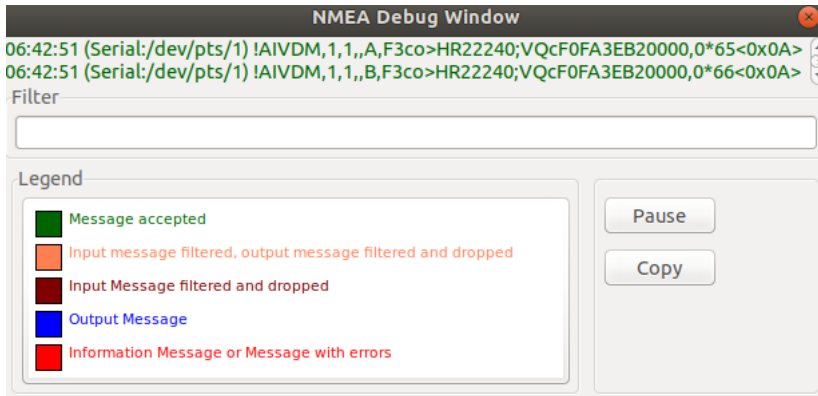 NMEA Debug Window
06:42:51 (Serial:/dev/pts/1) !AIVDM,1,1,,A,F3co>HR22240;VQcF0FA3EB20000,0*65<0x0A>
06:42:51 (Serial:/dev/pts/1) !AIVDM,1,1,,B,F3co>HR22240;VQcF0FA3EB20000,0*66<0x0A>
Filter
Legend
Message accepted
Input message filtered, output message filtered and dropped
Input Message filtered and dropped
Output Message
Information Message or Message with errors
Pause
Copy